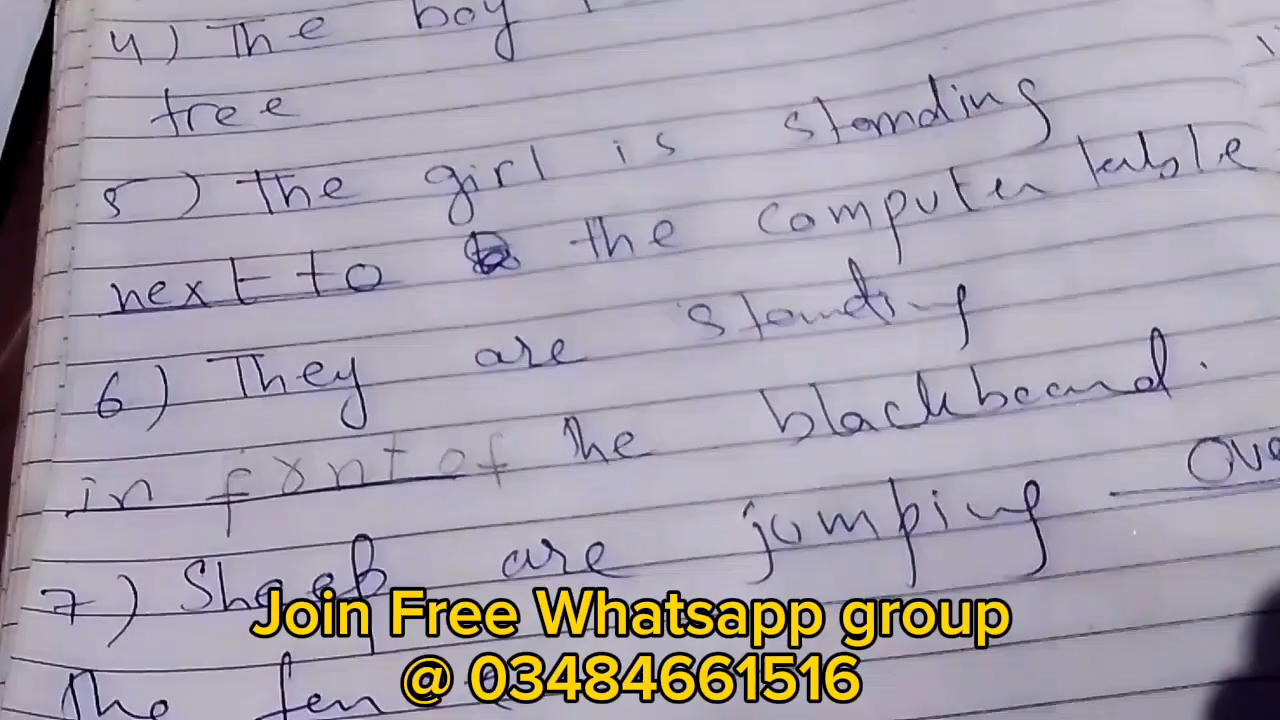 4) The boy
tree
5) The girl is standing
next to the computer table
6) They are standing
in front of the blackboard.
7) Sheep are jumping over
Join Free Whatsapp group
The
@ 03484661516